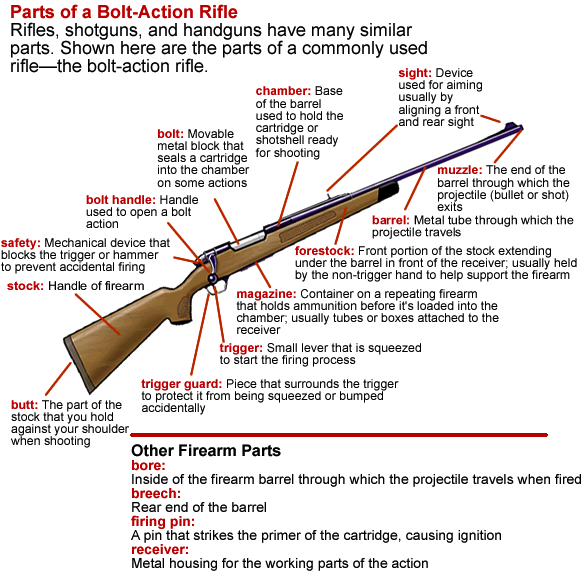 Parts of a Bolt-Action Rifle
Rifles, shotguns, and handguns have many similar
parts. Shown here are the parts of a commonly used
rifle—the bolt-action rifle.
sight: Device
used for aiming
usually by
aligning a front
and rear sight
chamber: Base
of the barrel
used to hold the
cartridge or
shotshell ready
for shooting
bolt: Movable
metal block that
seals a cartridge
into the chamber
on some actions
muzzle: The end of the
barrel through which the
projectile (bullet or shot)
exits
bolt handle: Handle
used to open a bolt
action
barrel: Metal tube through which the
projectile travels
safety: Mechanical device that
blocks the trigger or hammer
to prevent accidental firing
forestock: Front portion of the stock extending
under the barrel in front of the receiver; usually held
by the non-trigger hand to help support the firearm
stock: Handle of firearm
magazine: Container on a repeating firearm
that holds ammunition before it's loaded into the
chamber; usually tubes or boxes attached to the
receiver
trigger: Small lever that is squeezed
to start the firing process
trigger guard: Piece that surrounds the trigger
to protect it from being squeezed or bumped
accidentally
butt: The part of the
stock that you hold
against your shoulder
when shooting
Other Firearm Parts
bore:
Inside of the firearm barrel through which the projectile travels when fired
breech:
Rear end of the barrel
firing pin:
A pin that strikes the primer of the cartridge, causing ignition
receiver:
Metal housing for the working parts of the action